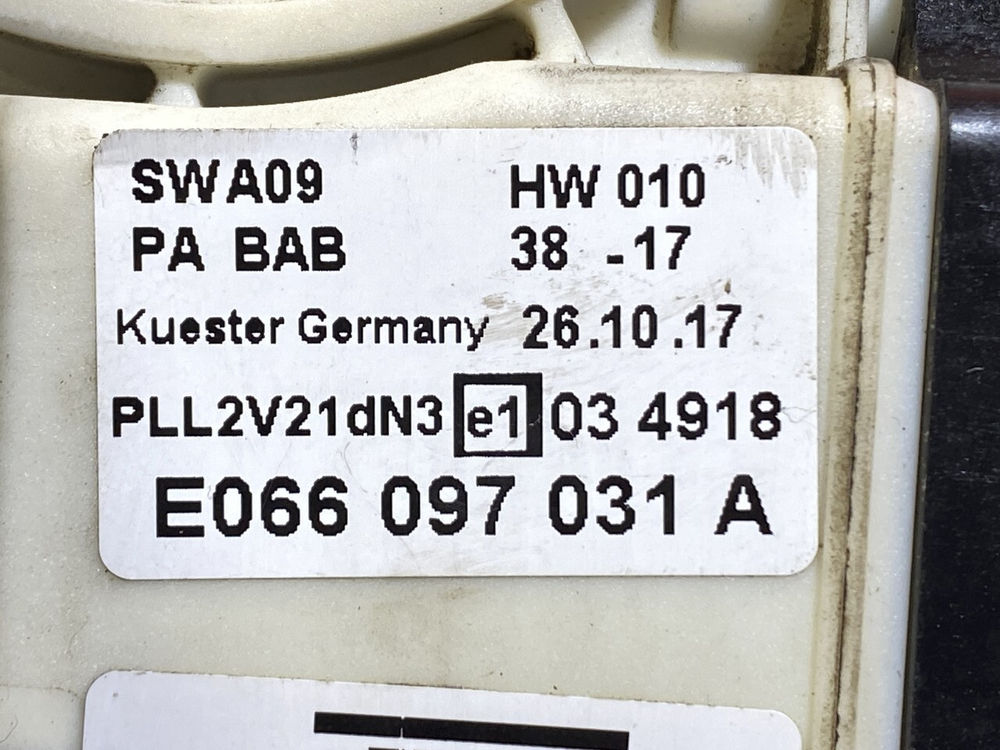 SWA09 HW 010
PA BAB 38 -17
Kuester Germany 26.10.17
PLL2V21dN3 e1 03 4918
E066 097 031 A